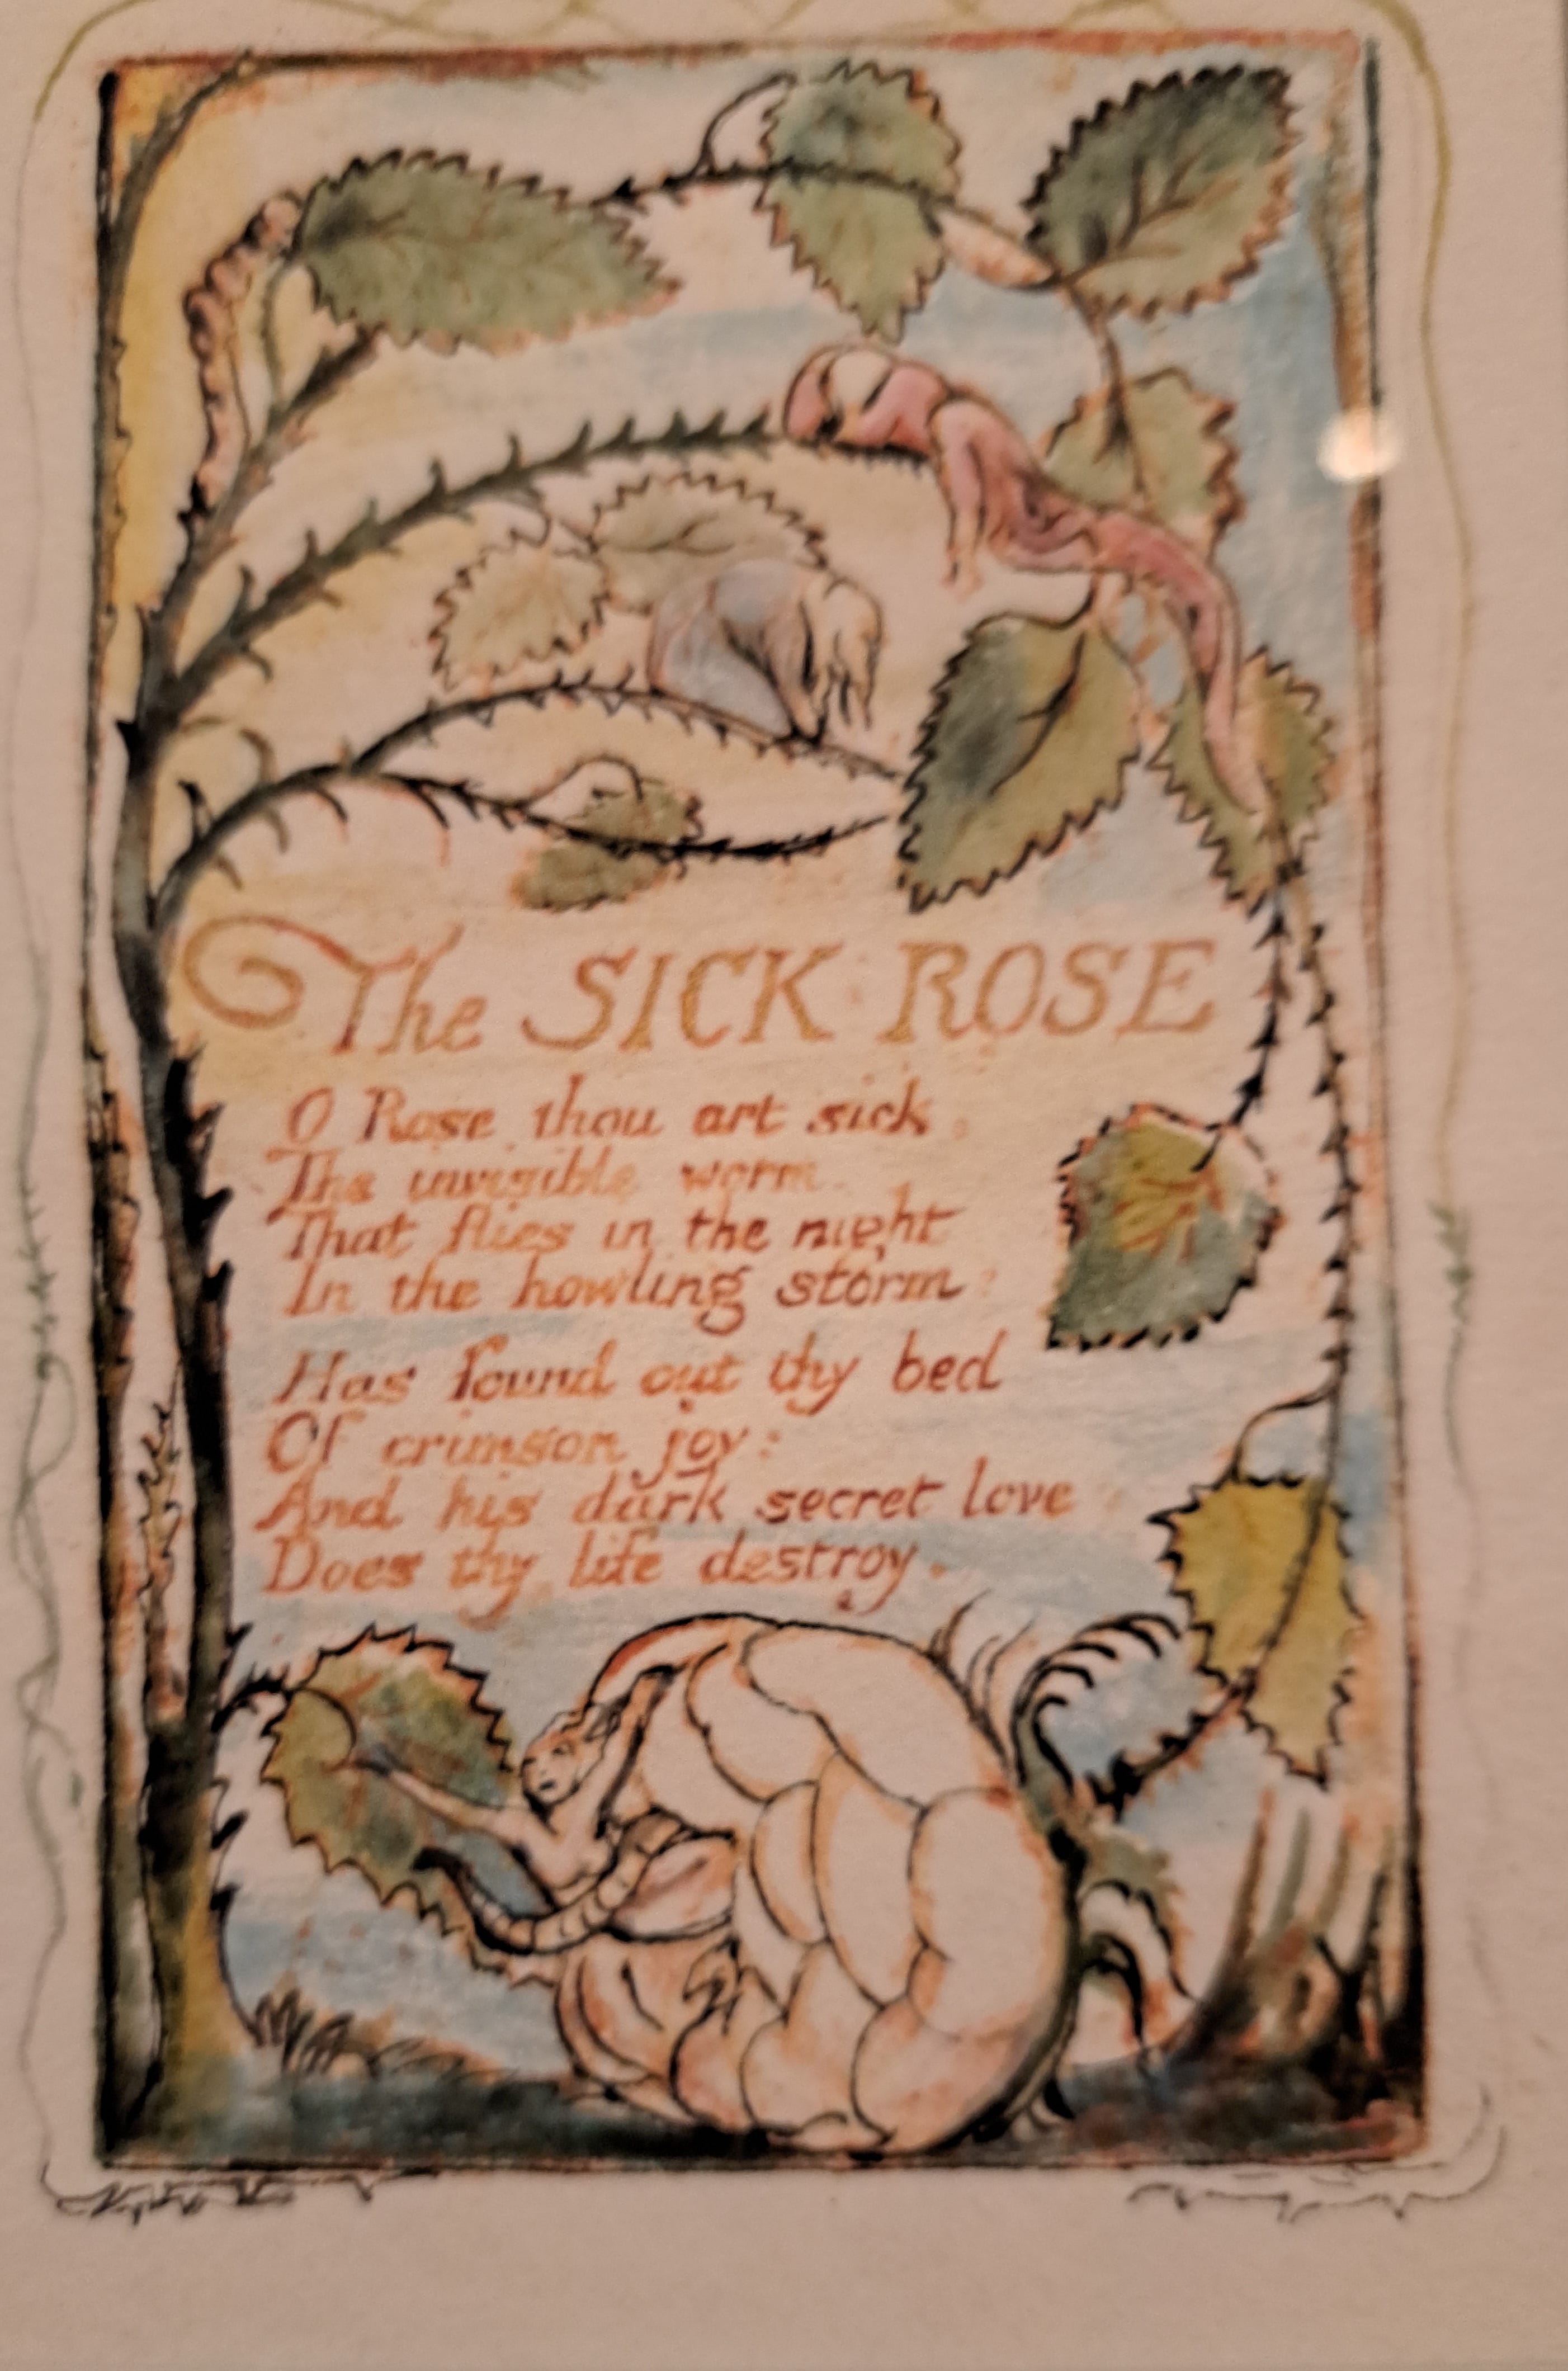 The SICK ROSE
O Rose thou art sick.
The invisible worm.
That flies in the night
In the howling storm:
Has found out thy bed
Of crimson joy:
And his dark secret love
Does thy life destroy.